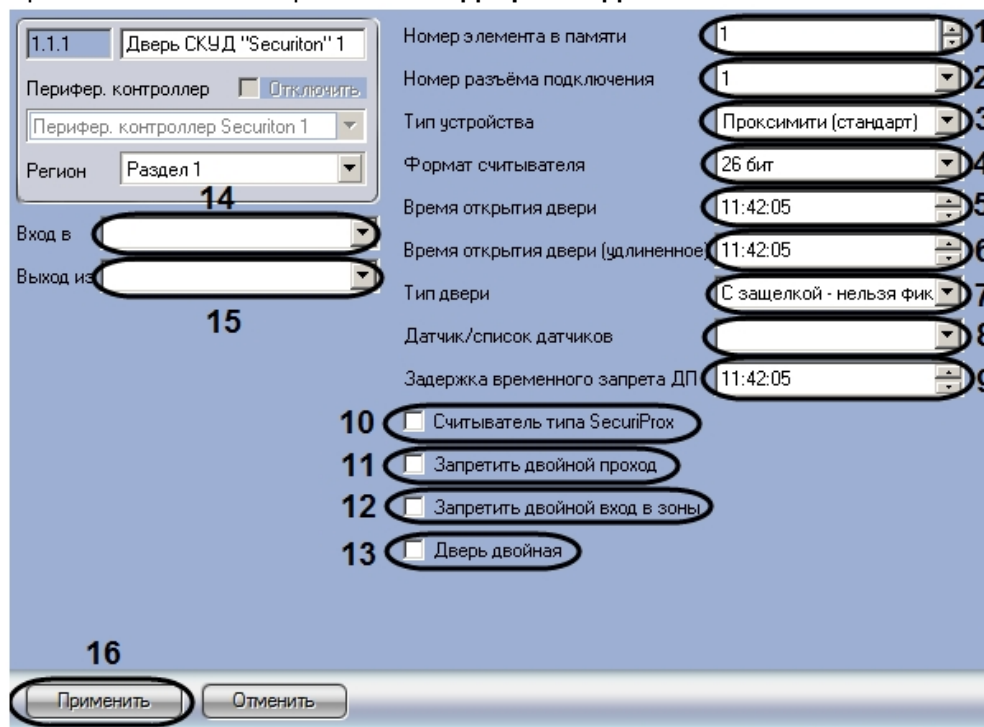 1.1.1 Дверь СКУД "Securiton" 1
Перифер. контроллер Отключить
Перифер. контроллер Securiton 1
Регион Раздел 1
14
Вход в
Выход из
15
Номер элемента в памяти 1 1
Номер разъёма подключения 1 2
Тип устройства Проксимити (стандарт) 3
Формат считывателя 26 бит 4
Время открытия двери 11:42:05 5
Время открытия двери (удлиненное) 11:42:05 6
Тип двери С защелкой - нельзя фик 7
Датчик/список датчиков 8
Задержка временного запрета ДП 11:42:05 9
10 Считыватель типа SecuriProx
11 Запретить двойной проход
12 Запретить двойной вход в зоны
13 Дверь двойная
16
Применить Отменить